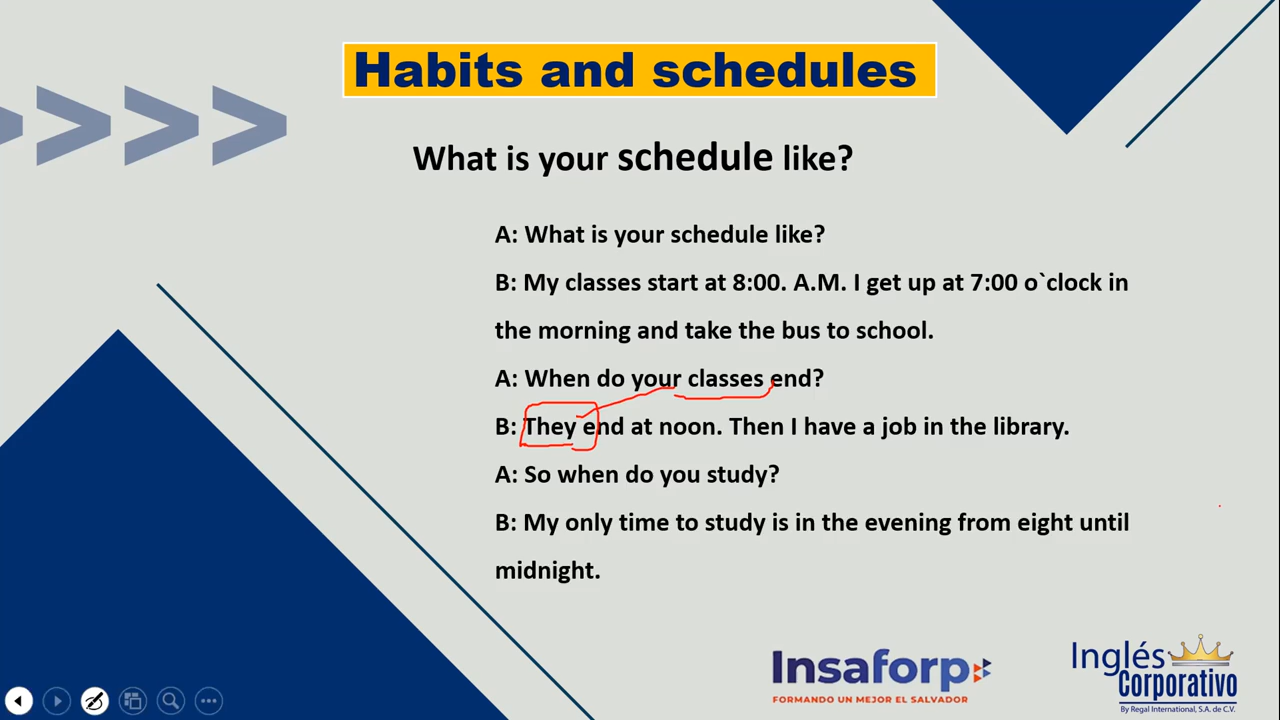 Habits and schedules
What is your schedule like?
A: What is your schedule like?
B: My classes start at 8:00. A.M. I get up at 7:00 o`clock in
the morning and take the bus to school.
A: When do your classes end?
B: They end at noon. Then I have a job in the library.
A: So when do you study?
B: My only time to study is in the evening from eight until
midnight.
Insaforp
FORMANDO UN MEJOR EL SALVADOR
Inglés
Corporativo
By Regal International, S.A. de C.V.